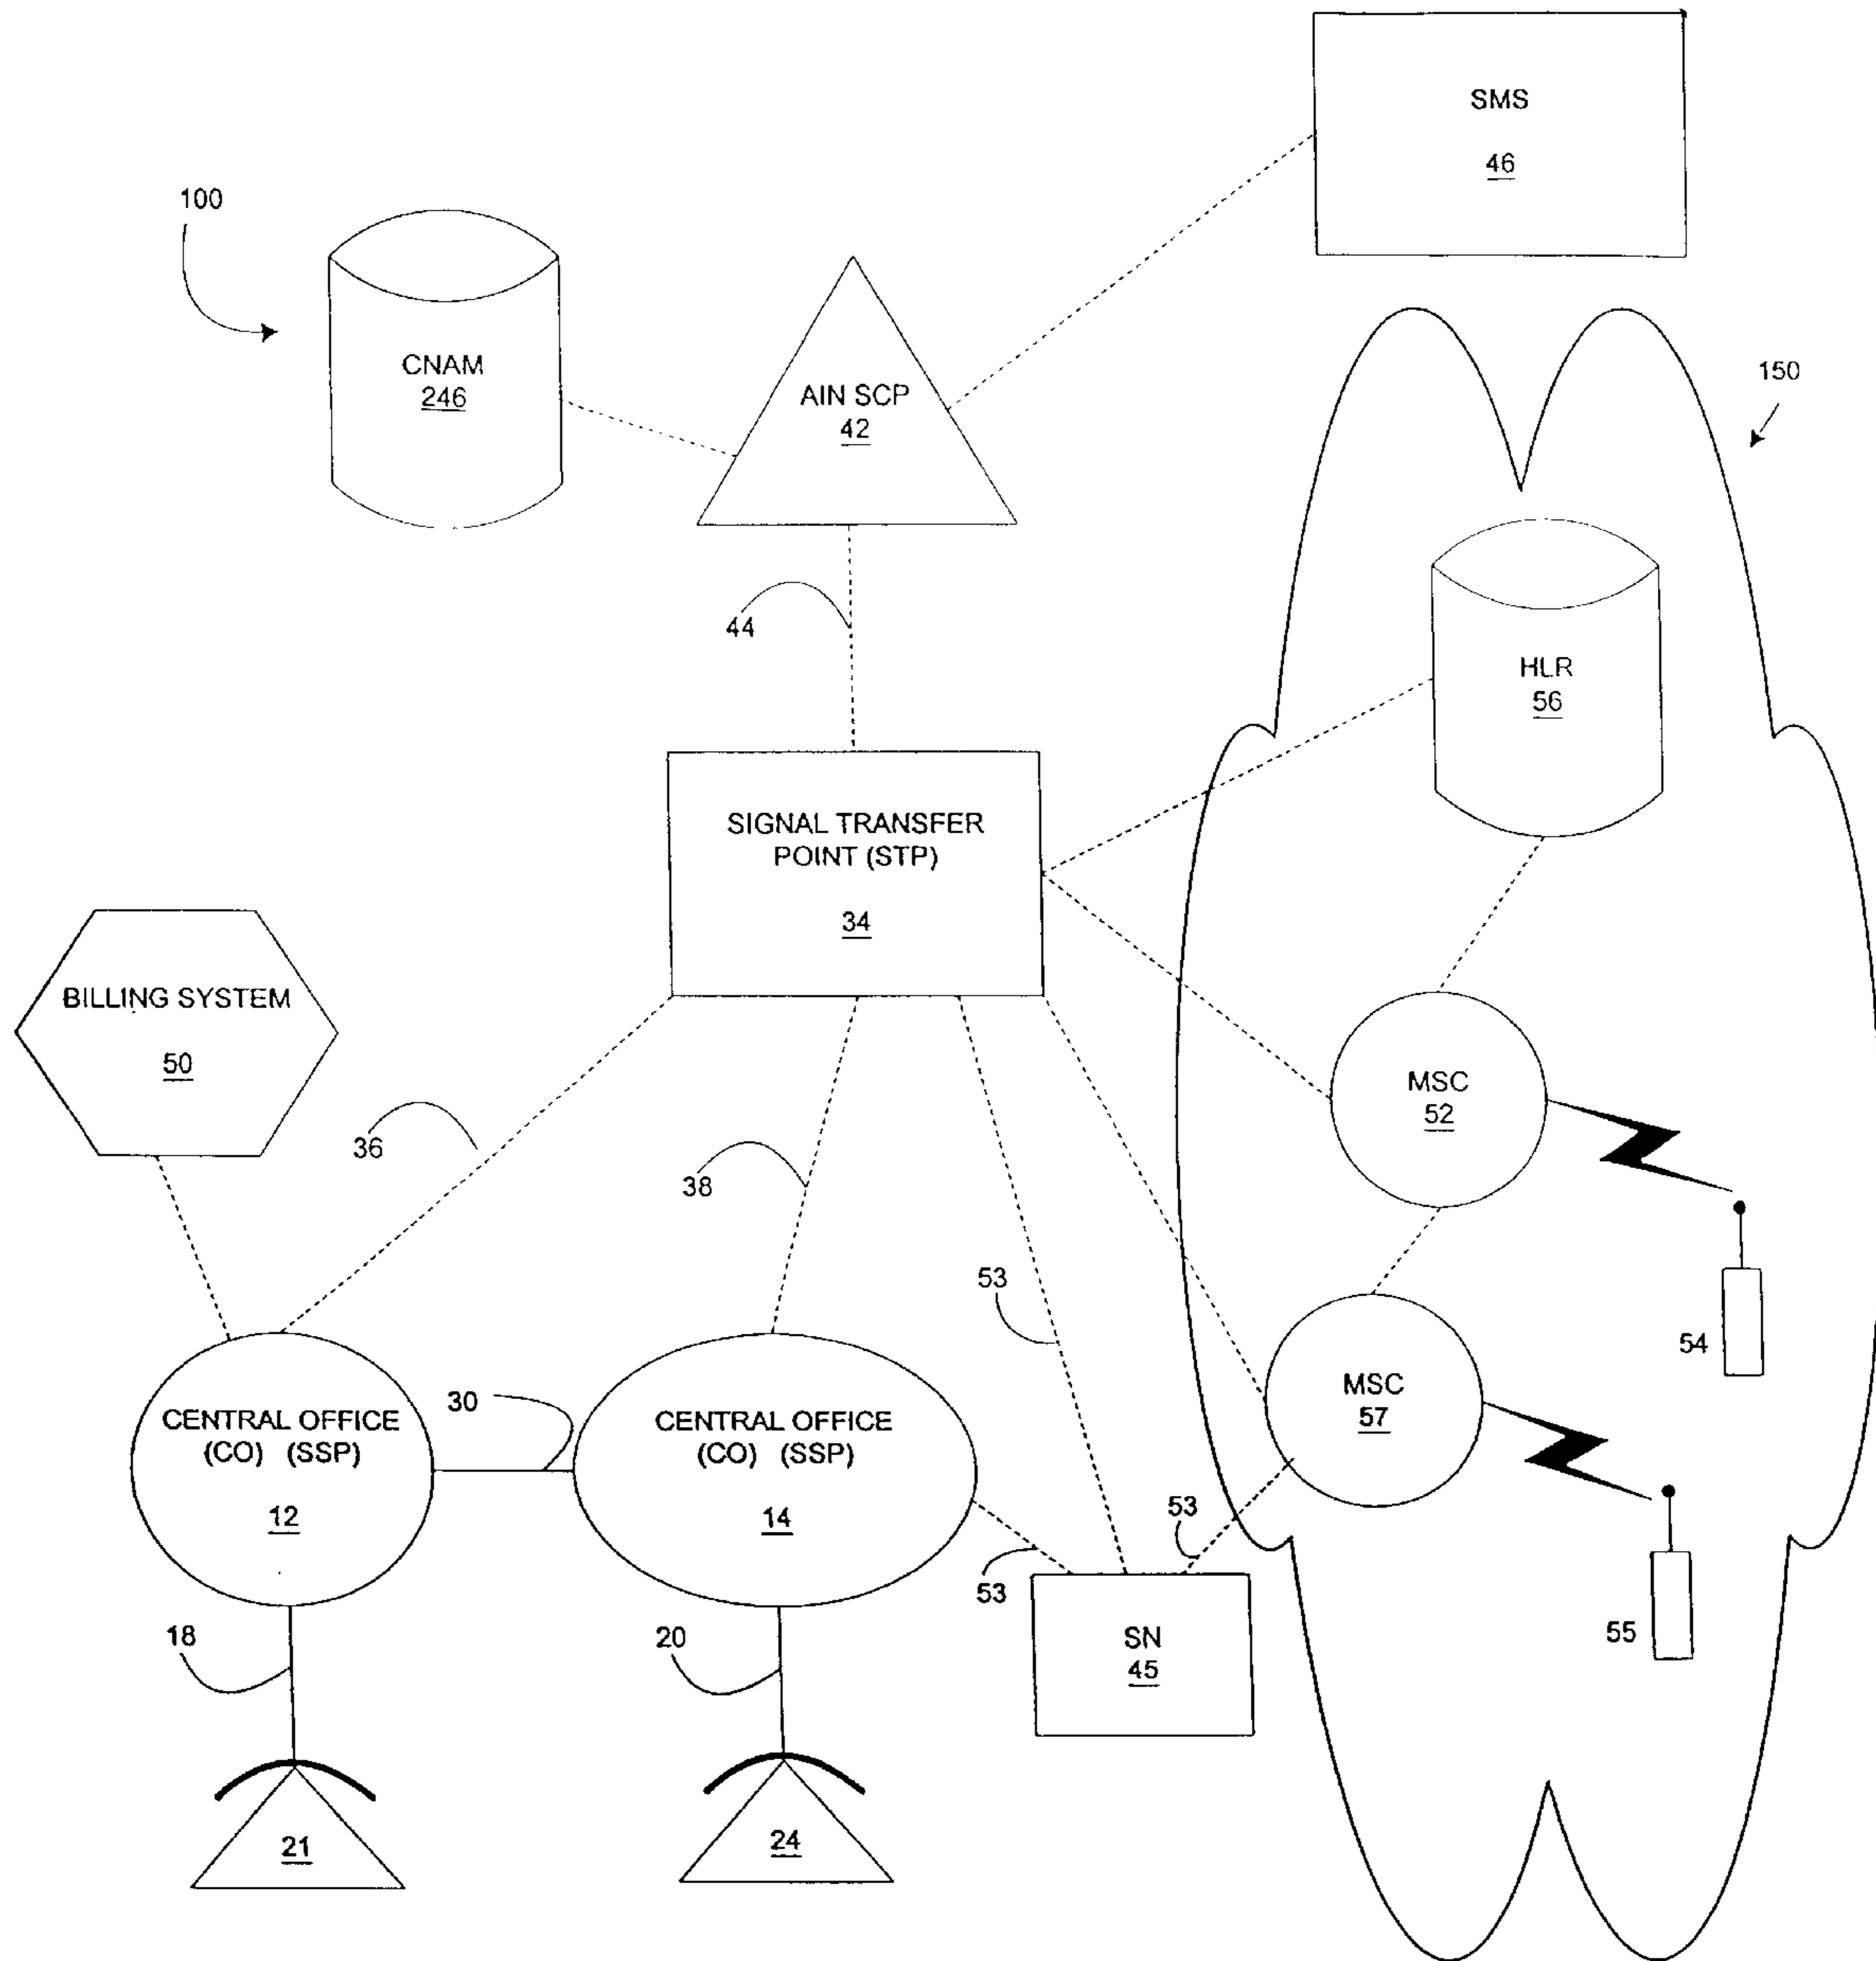 SMS
46
100
CNAM
246
AIN SCP
42
150
44
HLR
56
SIGNAL TRANSFER
POINT (STP)
34
BILLING SYSTEM
50
36
38
MSC
52
53
54
30
CENTRAL OFFICE
(CO) (SSP)
12
CENTRAL OFFICE
(CO) (SSP)
14
MSC
57
53
53
18
20
SN
45
55
21
24